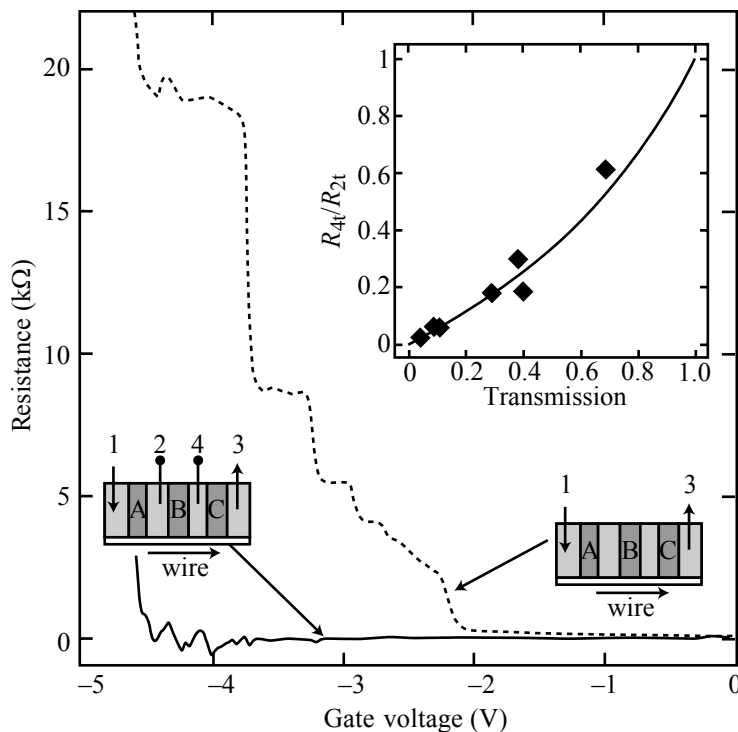 20
15
10
5
0
Resistance (kΩ)
−5
−4
−3
−2
−1
0
Gate voltage (V)
1
0.8
0.6
0.4
0.2
0
R4t/R2t
0
0.2
0.4
0.6
0.8
1.0
Transmission
1 2 4 3
A B C
wire
1 3
A B C
wire